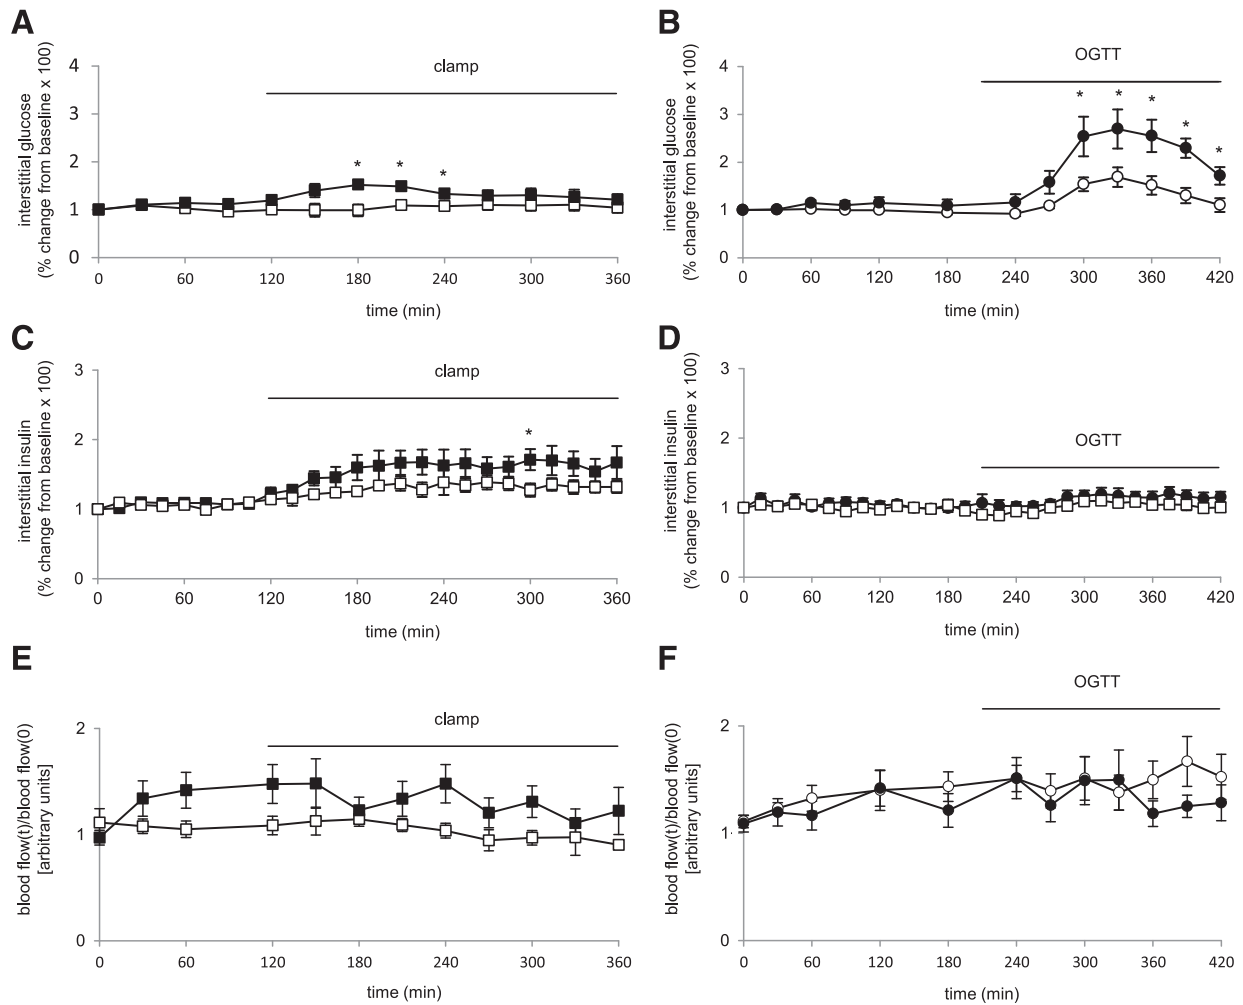 A
interstitial glucose
(% change from baseline x 100)
4
3
2
1
0
clamp
* * *
0 60 120 180 240 300 360
time (min)
B
interstitial glucose
(% change from baseline x 100)
4
3
2
1
0
OGTT
* * * * *
0 60 120 180 240 300 360 420
time (min)
C
interstitial insulin
(% change from baseline x 100)
3
2
1
0
clamp
*
0 60 120 180 240 300 360
time (min)
D
interstitial insulin
(% change from baseline x 100)
3
2
1
0
OGTT
0 60 120 180 240 300 360 420
time (min)
E
blood flow(t)/blood flow(0)
[arbitrary units]
2
1
0
clamp
0 60 120 180 240 300 360
time (min)
F
blood flow(t)/blood flow(0)
[arbitrary units]
2
1
0
OGTT
0 60 120 180 240 300 360 420
time (min)